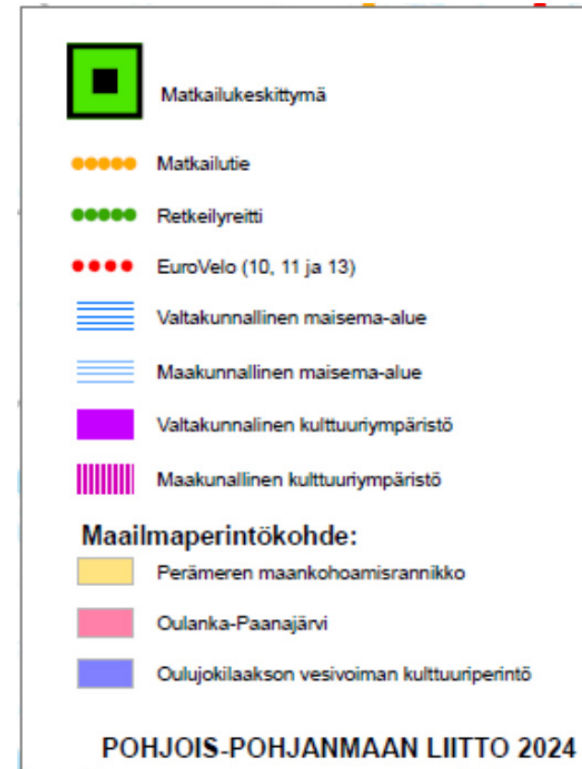 Matkailukeskittymä
Matkailutie
Retkeilyreitti
EuroVelo (10, 11 ja 13)
Valtakunnallinen maisema-alue
Maakunnallinen maisema-alue
Valtakunnalinen kulttuuriympäristö
Maakunallinen kulttuuriympäristö
Maailmaperintökohde:
Perämeren maankohoamisrannikko
Oulanka-Paanajärvi
Oulujokilaakson vesivoiman kulttuuriperintö
POHJOIS-POHJANMAAN LIITTO 2024